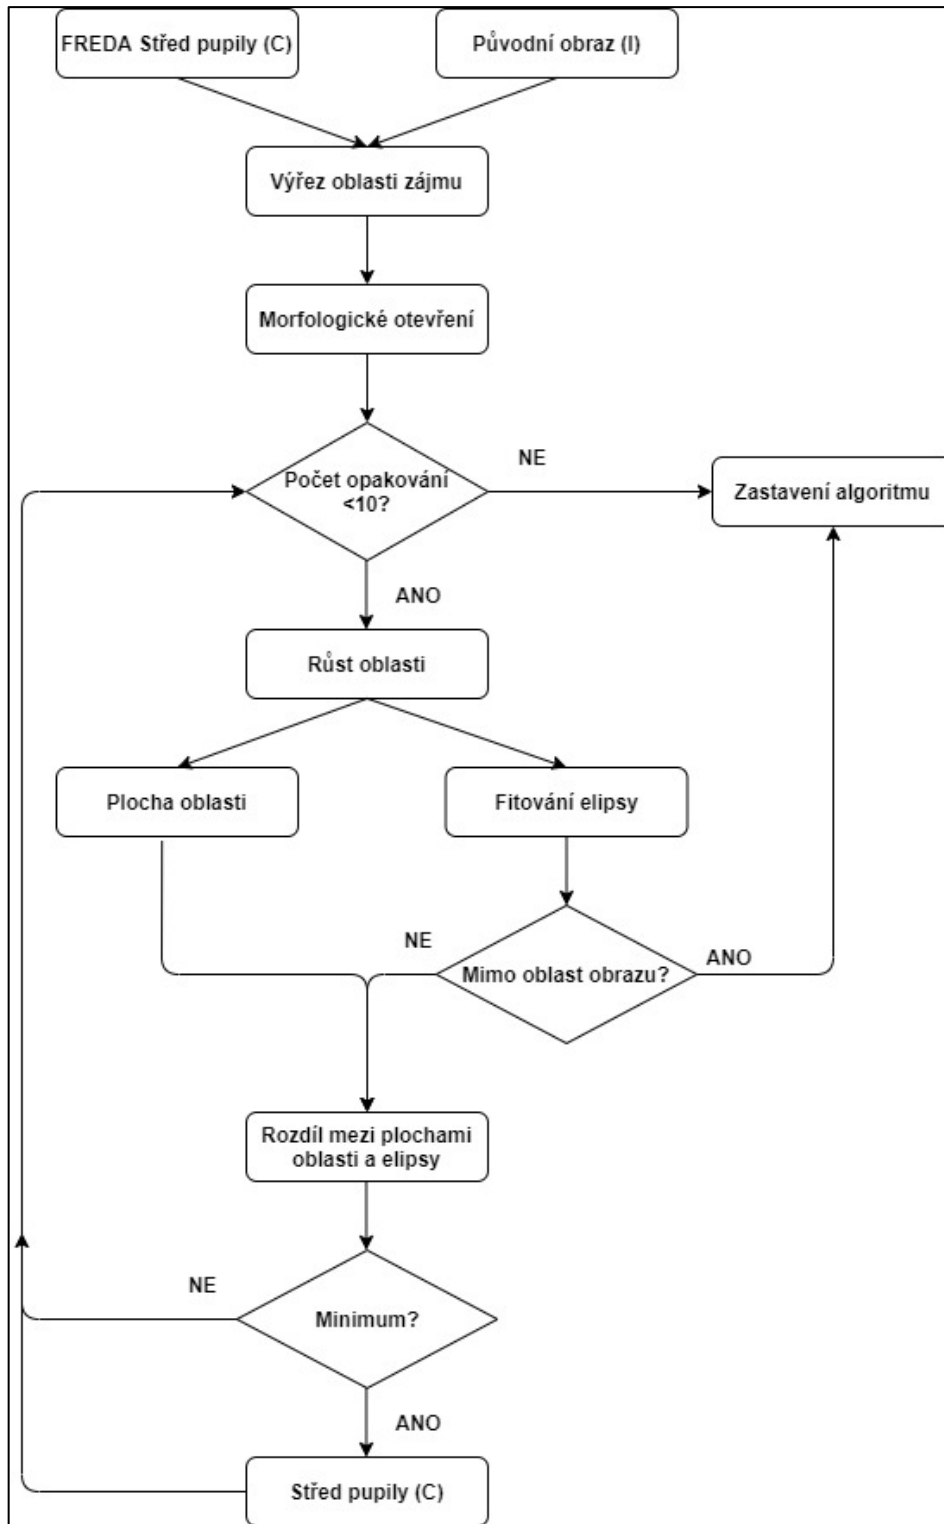 FREDA Střed pupily (C)
Původní obraz (I)
Výřez oblasti zájmu
Morfologické otevření
Počet opakování
<10?
NE
Zastavení algoritmu
ANO
Růst oblasti
Plocha oblasti
Fitování elipsy
NE
Mimo oblast obrazu?
ANO
Rozdíl mezi plochami
oblasti a elipsy
NE
Minimum?
ANO
Střed pupily (C)